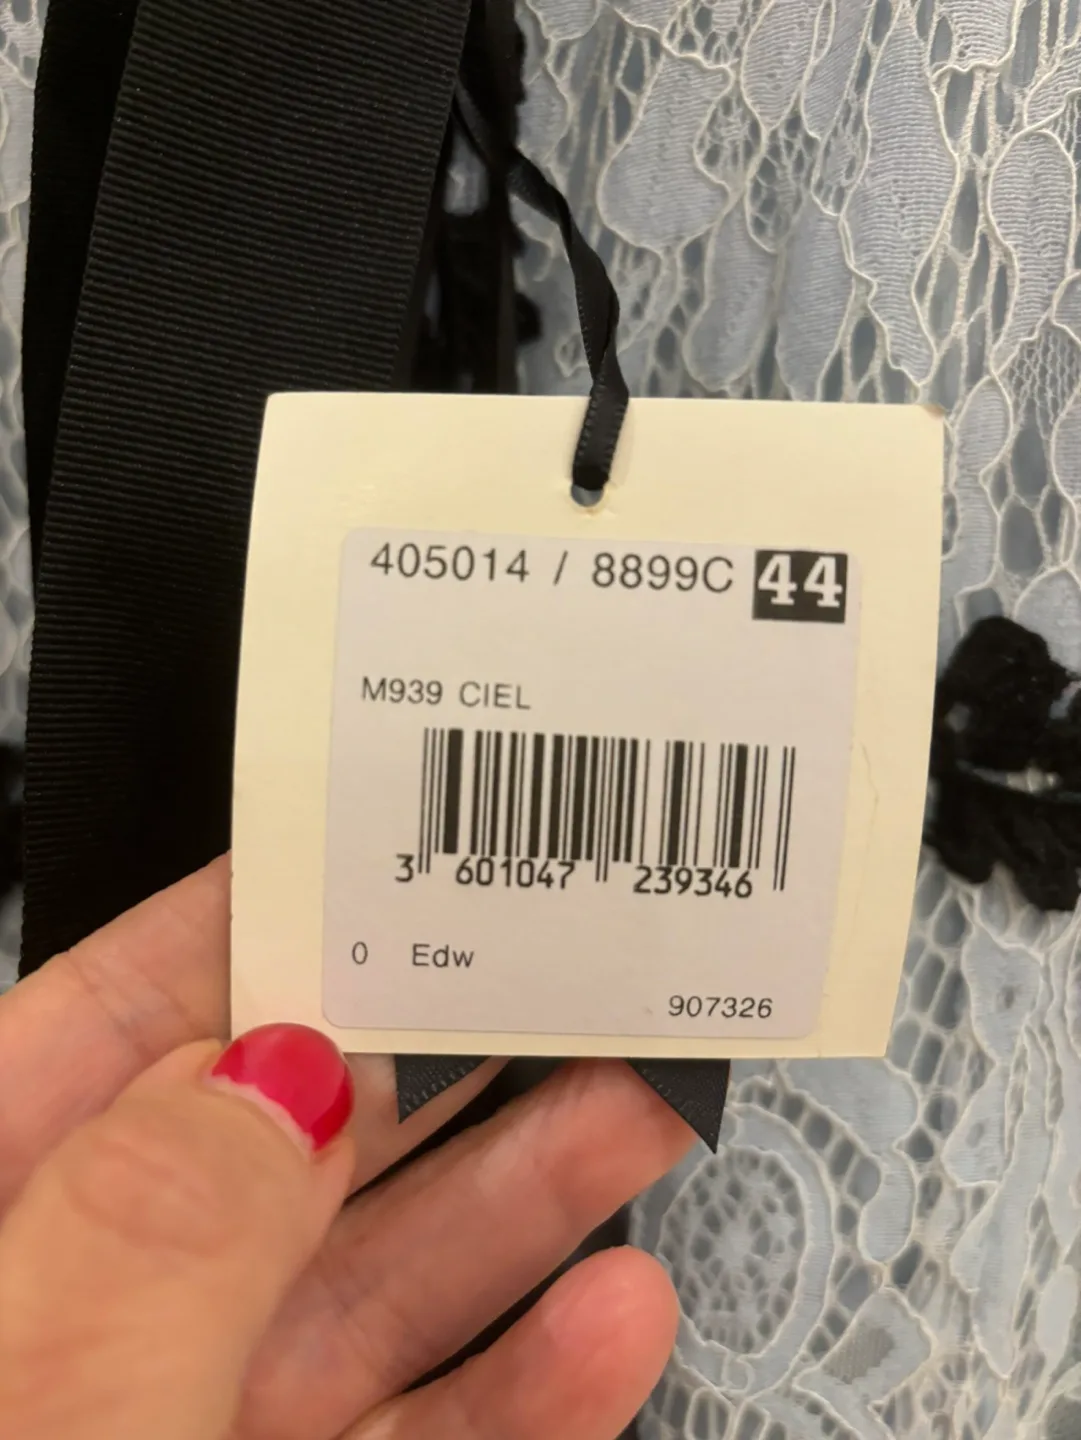 405014 / 8899C 44
M939 CIEL
3 601047 239346
0 Edw
907326